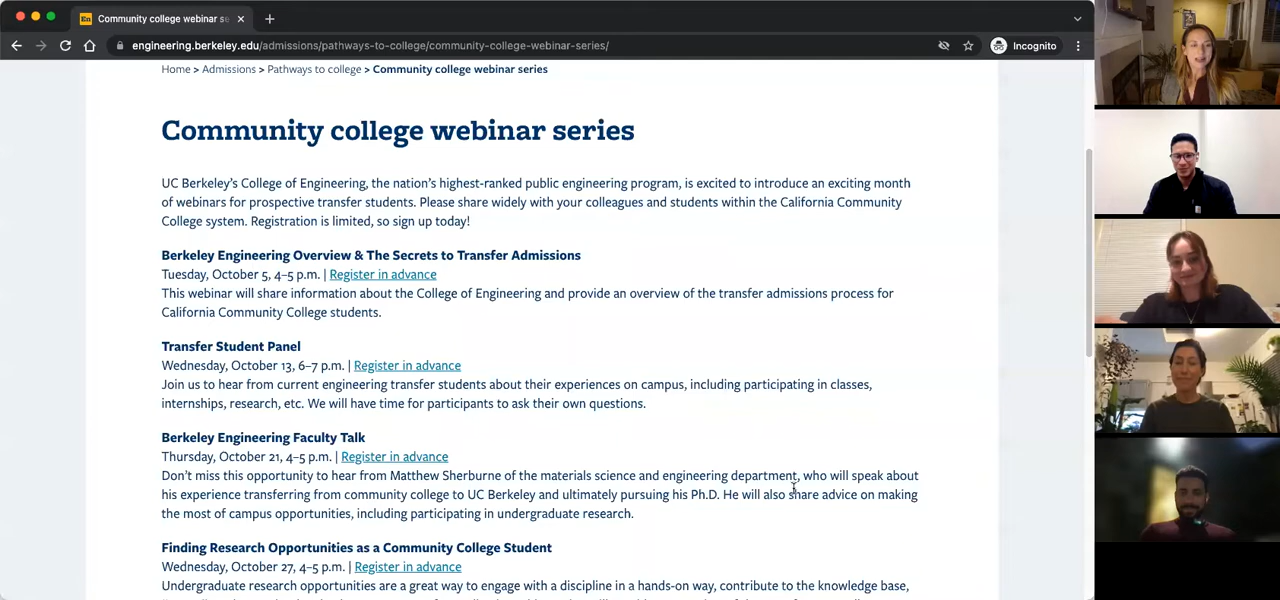 En Community college webinar se
engineering.berkeley.edu/admissions/pathways-to-college/community-college-webinar-series/
Incognito
Home > Admissions > Pathways to college > Community college webinar series
Community college webinar series
UC Berkeley's College of Engineering, the nation's highest-ranked public engineering program, is excited to introduce an exciting month
of webinars for prospective transfer students. Please share widely with your colleagues and students within the California Community
College system. Registration is limited, so sign up today!
Berkeley Engineering Overview & The Secrets to Transfer Admissions
Tuesday, October 5, 4–5 p.m. | Register in advance
This webinar will share information about the College of Engineering and provide an overview of the transfer admissions process for
California Community College students.
Transfer Student Panel
Wednesday, October 13, 6–7 p.m. | Register in advance
Join us to hear from current engineering transfer students about their experiences on campus, including participating in classes,
internships, research, etc. We will have time for participants to ask their own questions.
Berkeley Engineering Faculty Talk
Thursday, October 21, 4–5 p.m. | Register in advance
Don't miss this opportunity to hear from Matthew Sherburne of the materials science and engineering department, who will speak about
his experience transferring from community college to UC Berkeley and ultimately pursuing his Ph.D. He will also share advice on making
the most of campus opportunities, including participating in undergraduate research.
Finding Research Opportunities as a Community College Student
Wednesday, October 27, 4–5 p.m. | Register in advance
Undergraduate research opportunities are a great way to engage with a discipline in a hands-on way, contribute to the knowledge base,